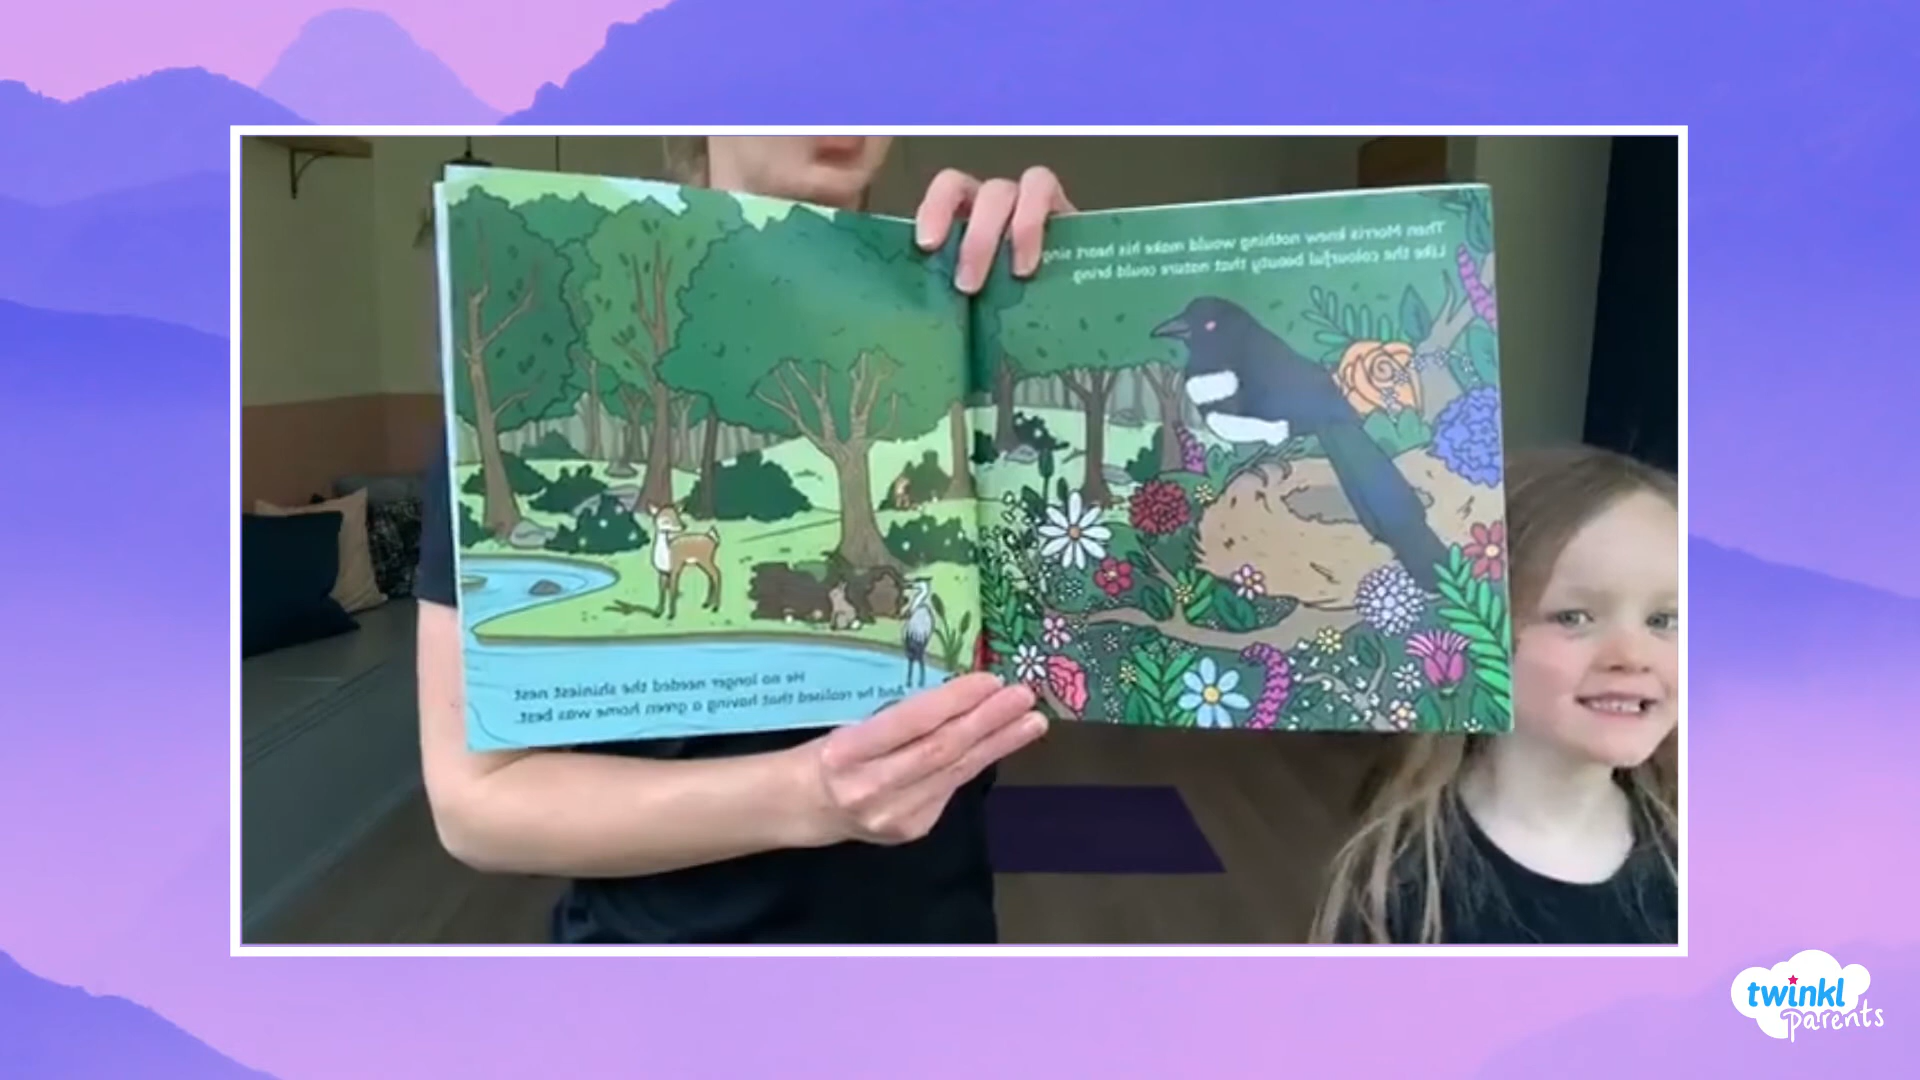 Then Morris knew nothing would make his heart sing
Like the colourful beauty that nature could bring.
He no longer needed the shiniest nest
And he realised that having a green home was best.
twinkl
parents